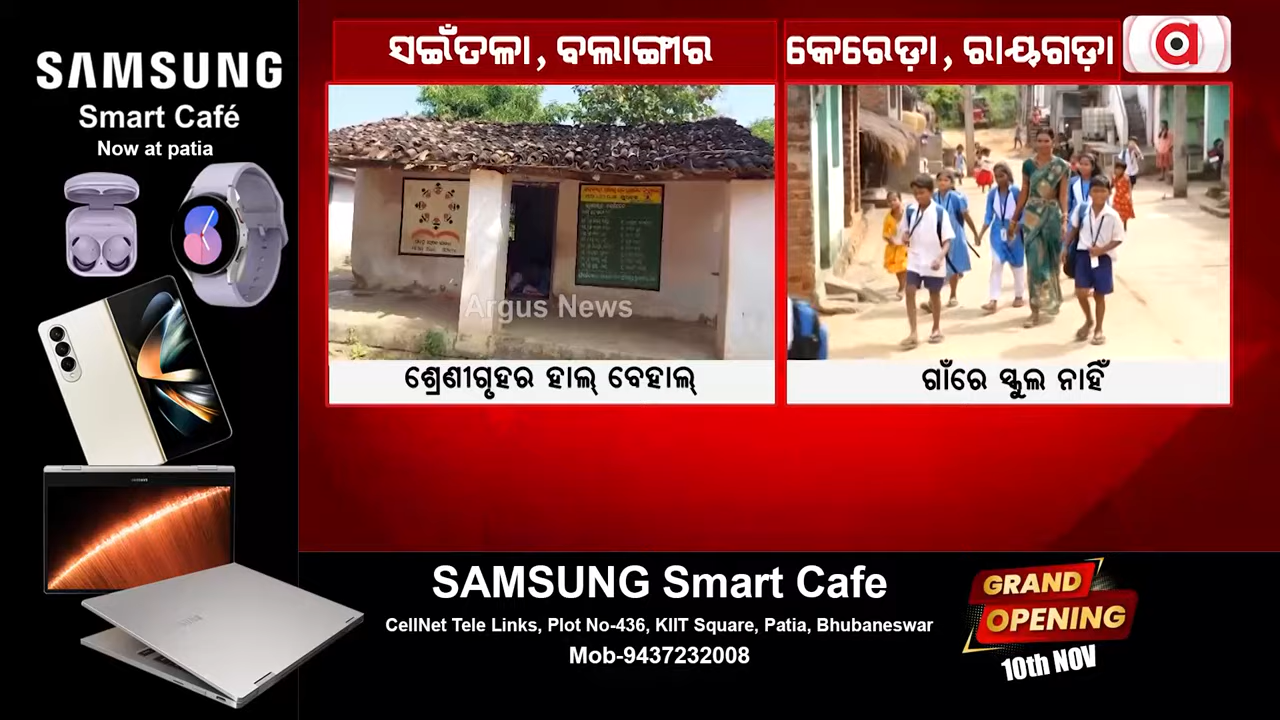 SAMSUNG
Smart Café
Now at patia
ସଇଁତଳା, ବଲାଙ୍ଗୀର
କେରେଡ଼ା, ରାୟଗଡ଼ା
Argus News
ଶ୍ରେଣୀଗୃହର ହାଲ୍ ବେହାଲ୍
ଗାଁରେ ସ୍କୁଲ ନାହିଁ
SAMSUNG Smart Cafe
CellNet Tele Links, Plot No-436, KIIT Square, Patia, Bhubaneswar
Mob-9437232008
GRAND
OPENING
10th NOV